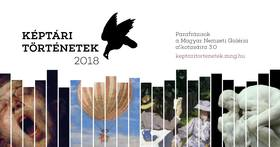 KÉPTÁRI
TÖRTÉNETEK
2018
Parafrázisok
a Magyar Nemzeti Galéria
alkotásaira 3.0
keptaritortenetek.mng.hu